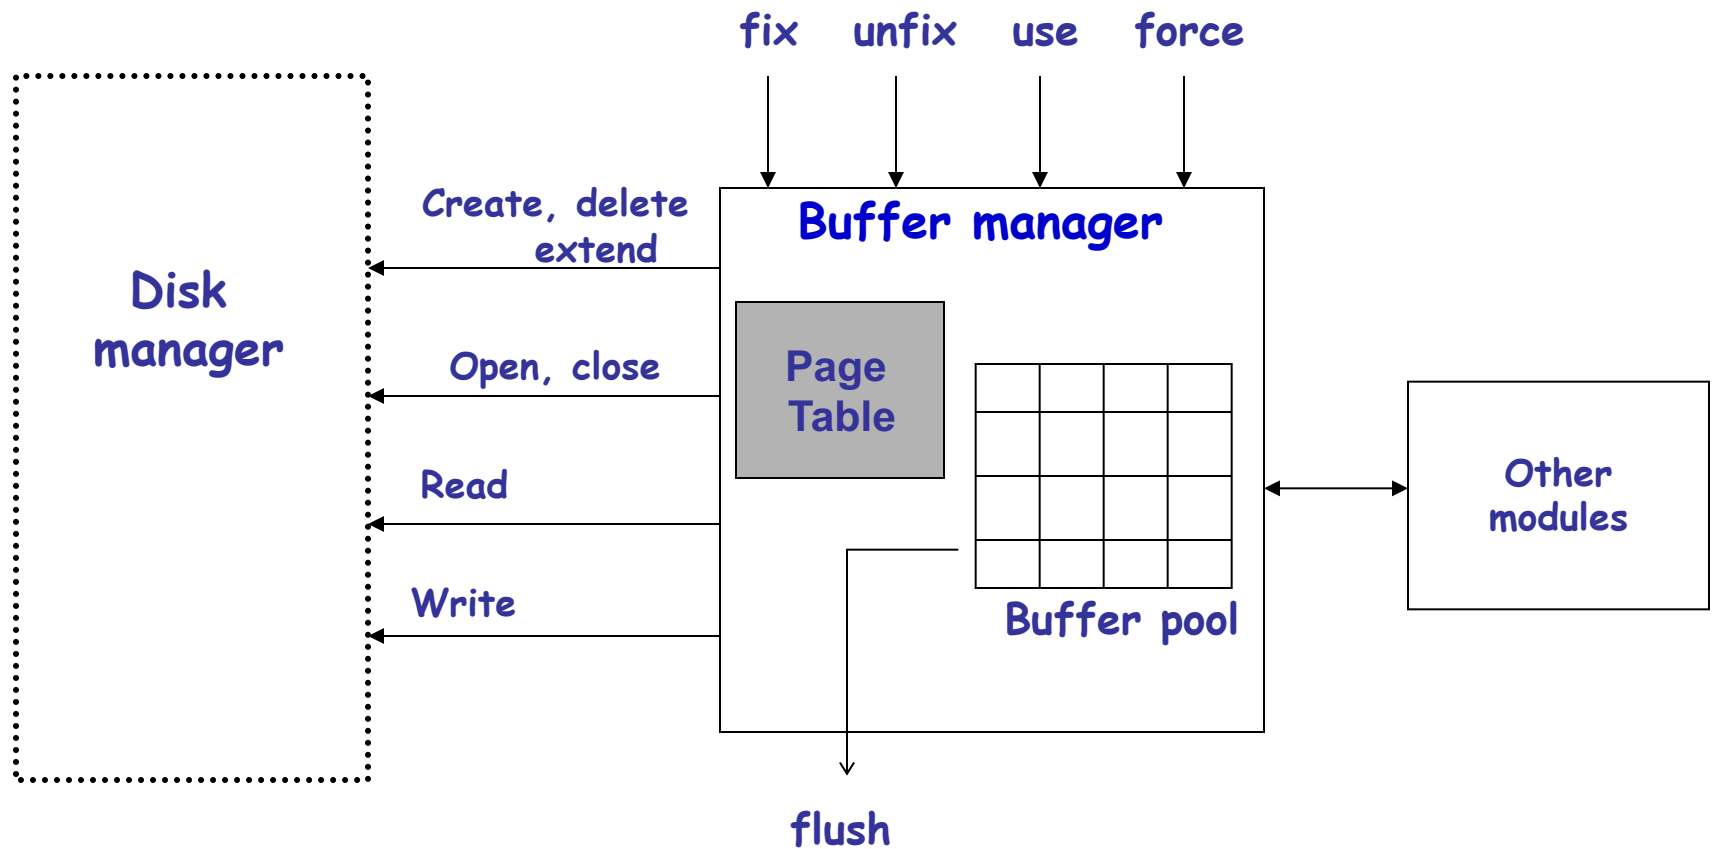 fix unfix use force
Create, delete
extend
Buffer manager
Disk
manager
Open, close
Page
Table
Read
Other
modules
Write
Buffer pool
flush